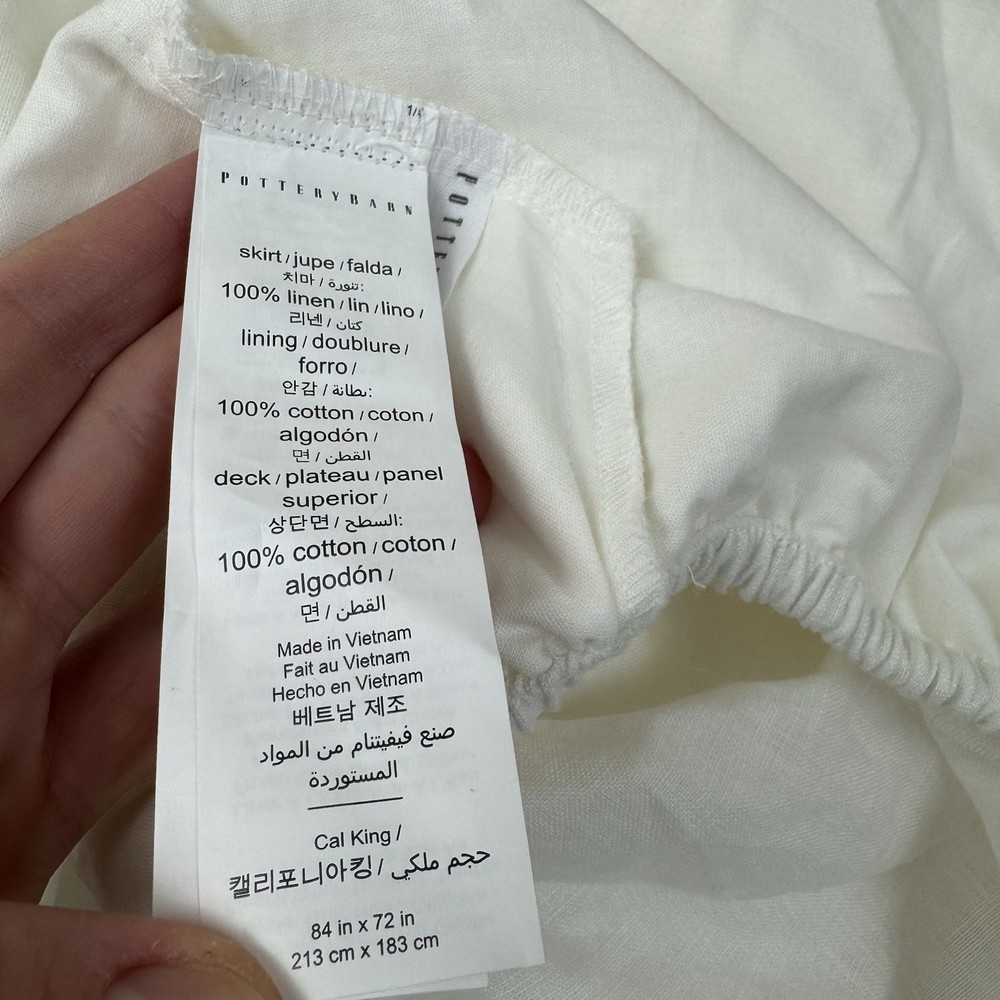 1/4
POTTERYBARN
POTTE
skirt / jupe / falda /
치마 / تنورة:
100% linen / lin / lino /
리넨 / كتان
lining / doublure /
forro /
안감 / بطانة:
100% cotton / coton /
algodón /
면 / القطن
deck / plateau / panel
superior /
상단면 / السطح:
100% cotton / coton /
algodón /
면 / القطن
Made in Vietnam
Fait au Vietnam
Hecho en Vietnam
베트남 제조
صنع فيفيتنام من المواد
المستوردة
Cal King /
캘리포니아킹 / حجم ملكي
84 in x 72 in
213 cm x 183 cm